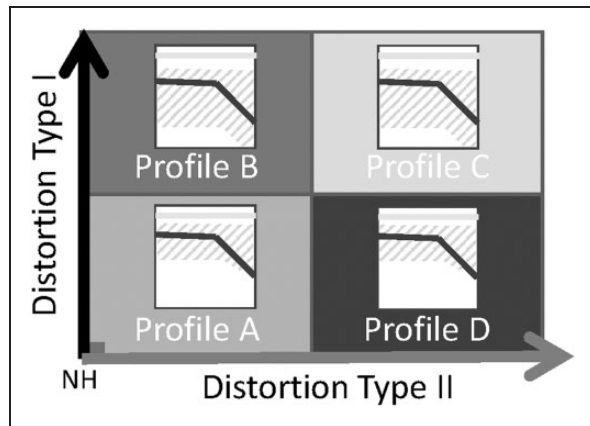 Distortion Type I
Profile B
Profile C
Profile A
Profile D
NH
Distortion Type II